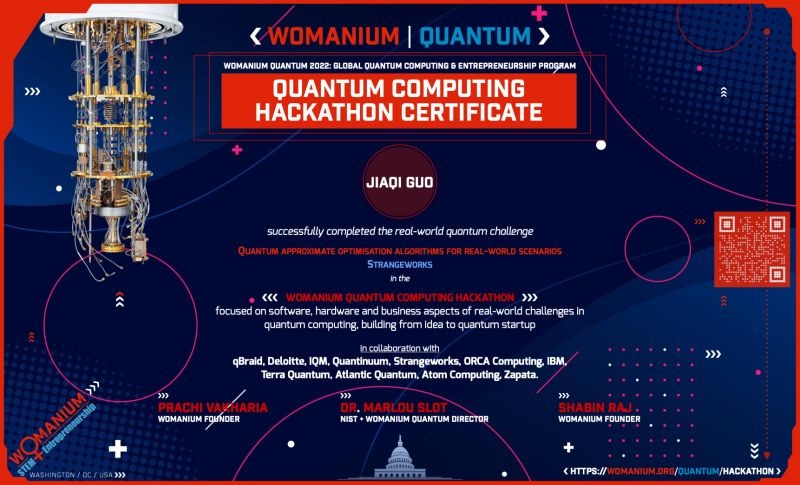 ❮ WOMANIUM | QUANTUM ❯
WOMANIUM QUANTUM 2022: GLOBAL QUANTUM COMPUTING & ENTREPRENEURSHIP PROGRAM
QUANTUM COMPUTING
HACKATHON CERTIFICATE
JIAQI GUO
successfully completed the real-world quantum challenge
QUANTUM APPROXIMATE OPTIMISATION ALGORITHMS FOR REAL-WORLD SCENARIOS
STRANGEWORKS
In the
❮❮❮ WOMANIUM QUANTUM COMPUTING HACKATHON ❯❯❯
focused on software, hardware and business aspects of real-world challenges in
quantum computing, building from idea to quantum startup
in collaboration with
qBraid, Deloitte, IQM, Quantinuum, Strangeworks, ORCA Computing, IBM,
Terra Quantum, Atlantic Quantum, Atom Computing, Zapata.
PRACHI VAKHARIA
WOMANIUM FOUNDER
DR. MARLOU SLOT
NIST + WOMANIUM QUANTUM DIRECTOR
SHABIN RAJ
WOMANIUM FOUNDER
WOMANIUM
STEM + Entrepreneurship
WASHINGTON / DC / USA ❯❯❯
❮ HTTPS://WOMANIUM.ORG/QUANTUM/HACKATHON ❯